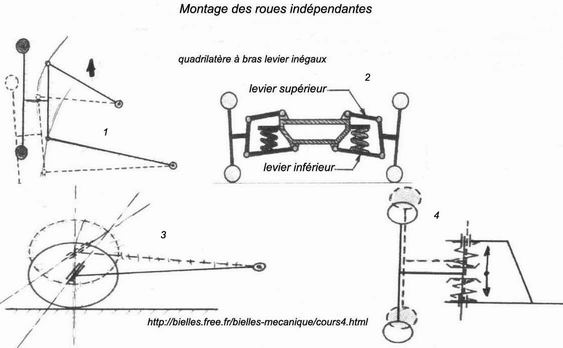 Montage des roues indépendantes
quadrilatère à bras levier inégaux
levier supérieur
2
1
levier inférieur
3
4
http://bielles.free.fr/bielles-mecanique/cours4.html